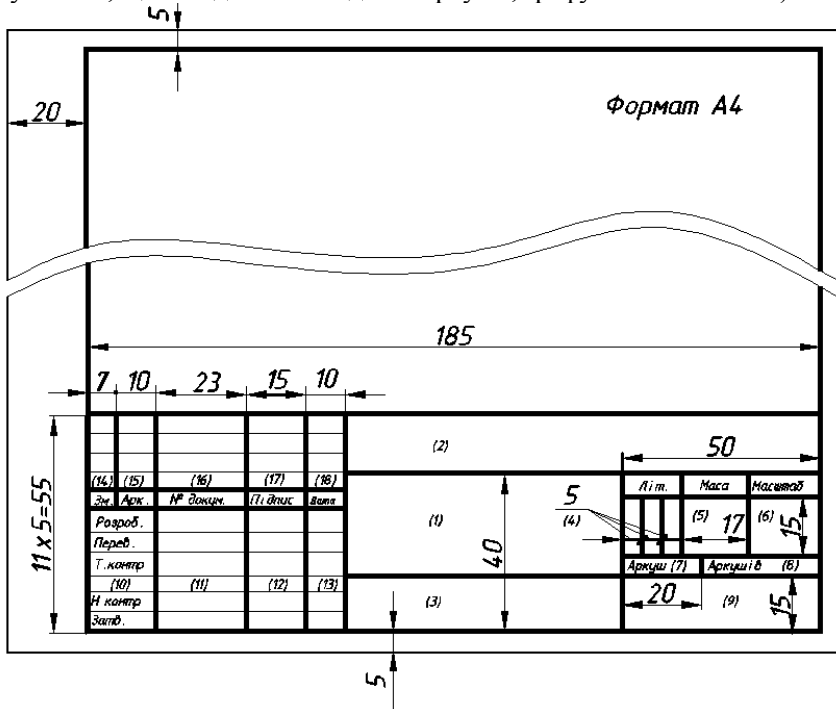 5
20
Формат А4
185
7 10 23 15 10
11 x 5=55
(2)
50
(14) (15) (16) (17) (18)
Зм. Арк. № докум. Підпис Дата
Літ. Маса Масштаб
Розроб.
Перев.
Т.контр
(10) (11) (12) (13)
Н контр
Затв.
(1)
40
5
(4)
(5)
17
(6)
15
Аркуш (7) Аркушів (8)
(3)
20
(9)
15
5